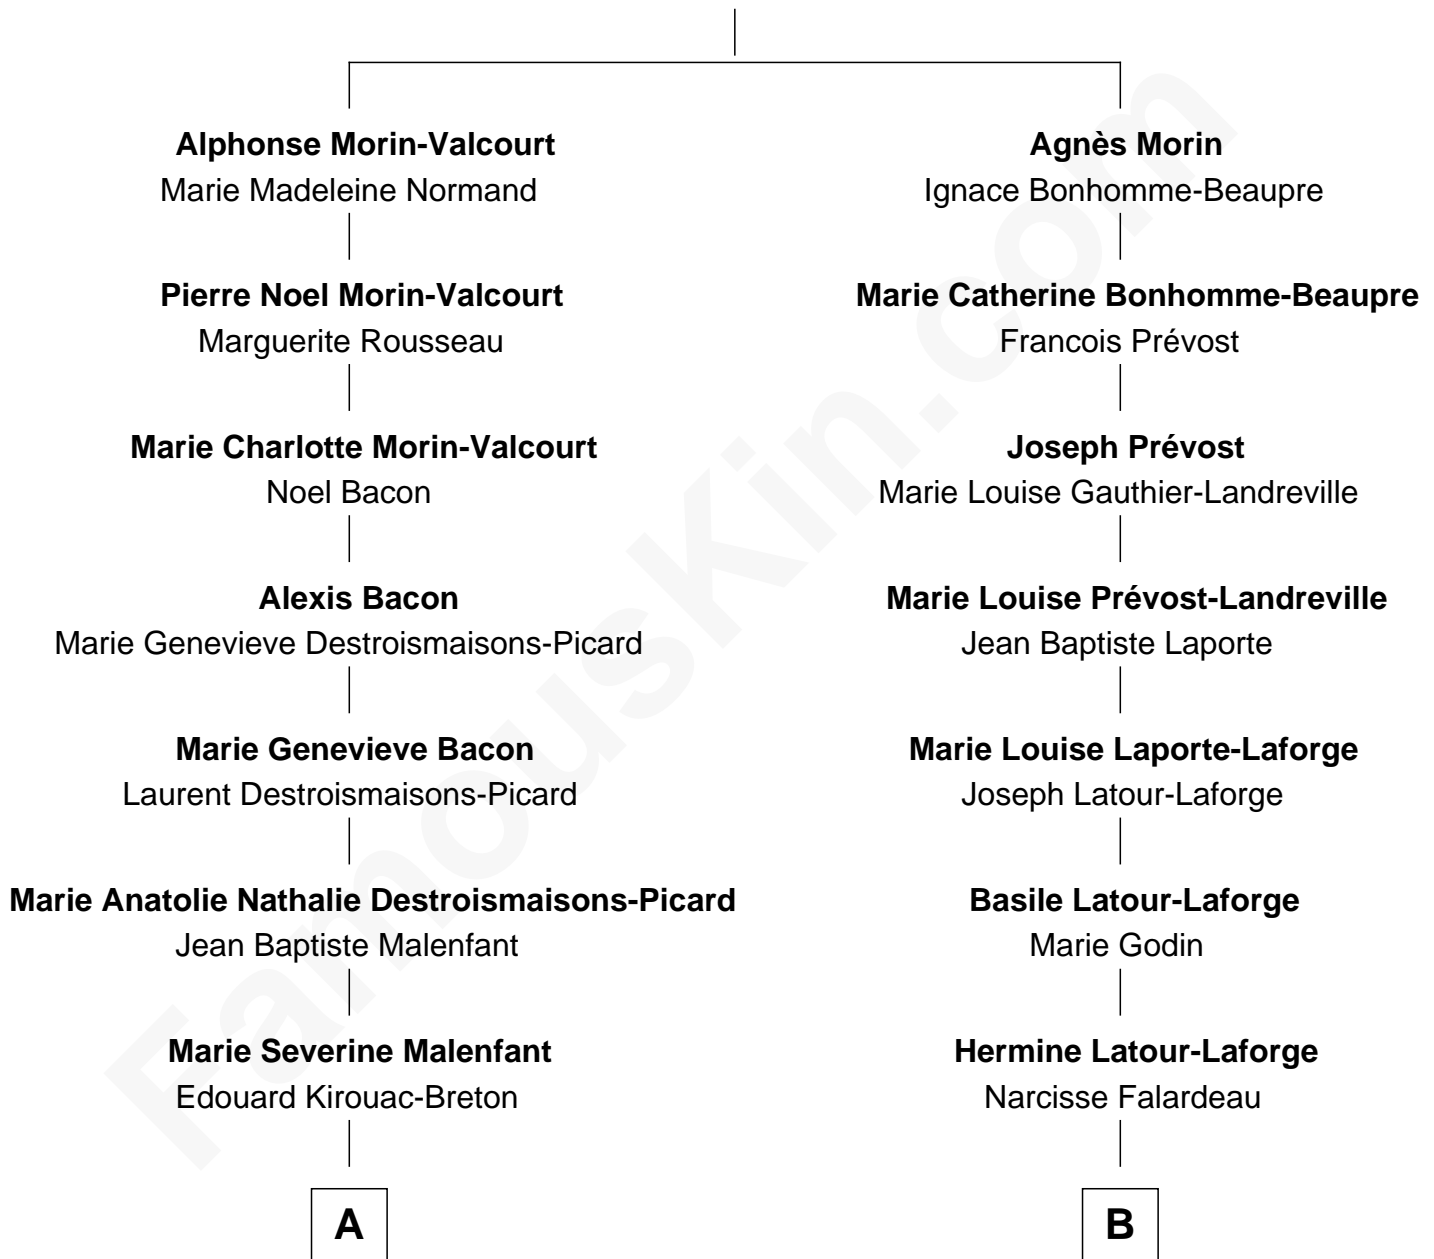 Alphonse Morin-Valcourt
Marie Madeleine Normand
Pierre Noel Morin-Valcourt
Marguerite Rousseau
Marie Charlotte Morin-Valcourt
Noel Bacon
Alexis Bacon
Marie Genevieve Destroismaisons-Picard
Marie Genevieve Bacon
Laurent Destroismaisons-Picard
Marie Anatolie Nathalie Destroismaisons-Picard
Jean Baptiste Malenfant
Marie Severine Malenfant
Edouard Kirouac-Breton
A
Agnès Morin
Ignace Bonhomme-Beaupre
Marie Catherine Bonhomme-Beaupre
Francois Prévost
Joseph Prévost
Marie Louise Gauthier-Landreville
Marie Louise Prévost-Landreville
Jean Baptiste Laporte
Marie Louise Laporte-Laforge
Joseph Latour-Laforge
Basile Latour-Laforge
Marie Godin
Hermine Latour-Laforge
Narcisse Falardeau
B
FamousKin.com